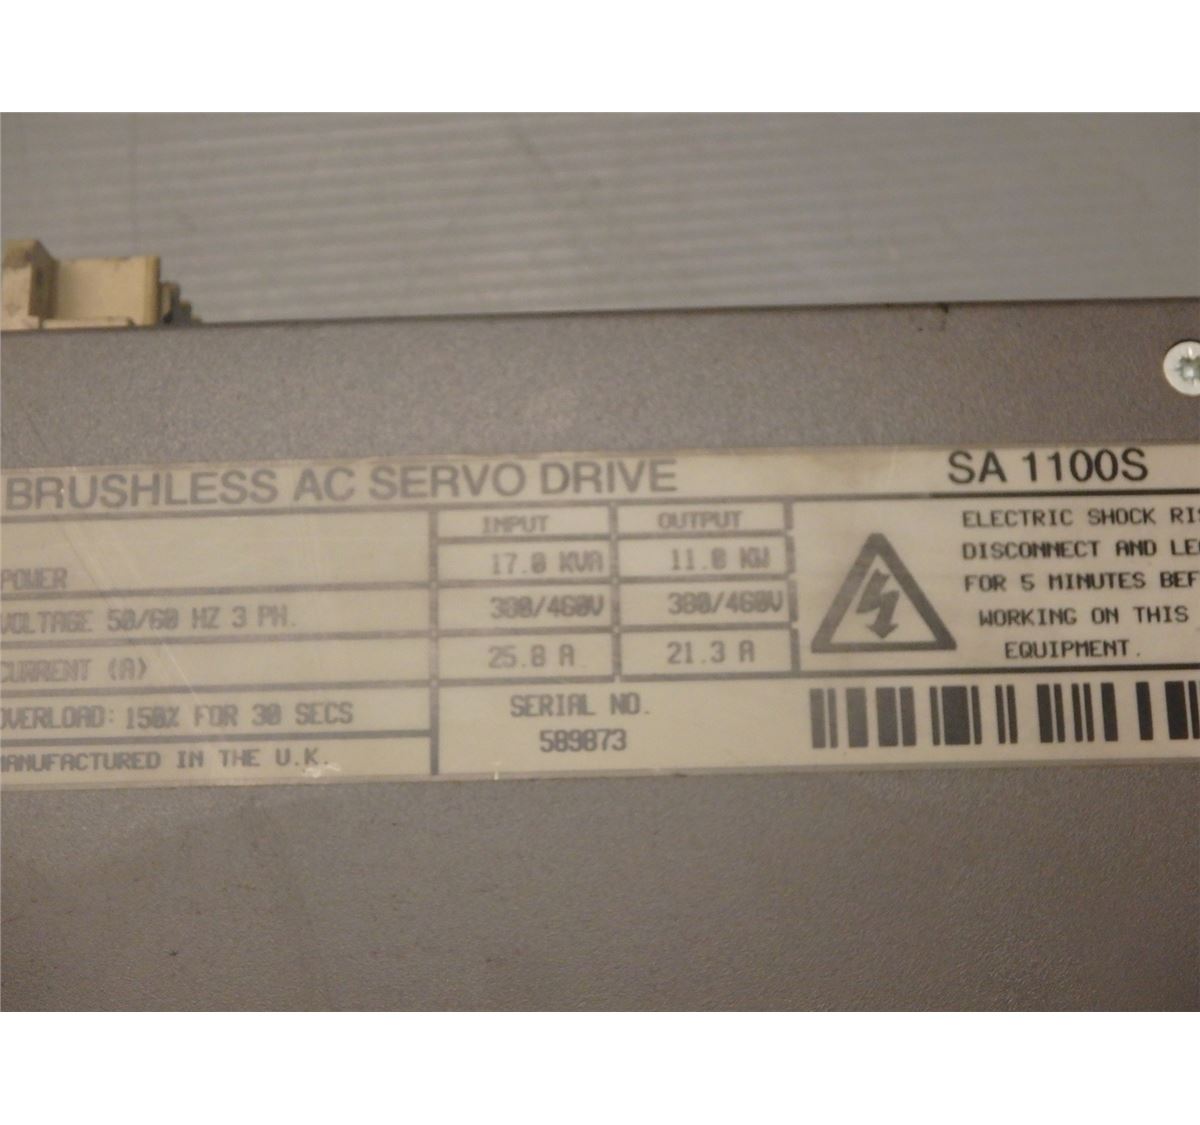 BRUSHLESS AC SERVO DRIVE SA 1100S
INPUT OUTPUT
POWER 17.0 KVA 11.0 KW
VOLTAGE 50/60 HZ 3 PH. 380/460V 380/460V
CURRENT (A) 25.8 A 21.3 A
OVERLOAD: 150% FOR 30 SECS
MANUFACTURED IN THE U.K.
SERIAL NO.
589873
ELECTRIC SHOCK RIS
DISCONNECT AND LE
FOR 5 MINUTES BEF
WORKING ON THIS
EQUIPMENT.